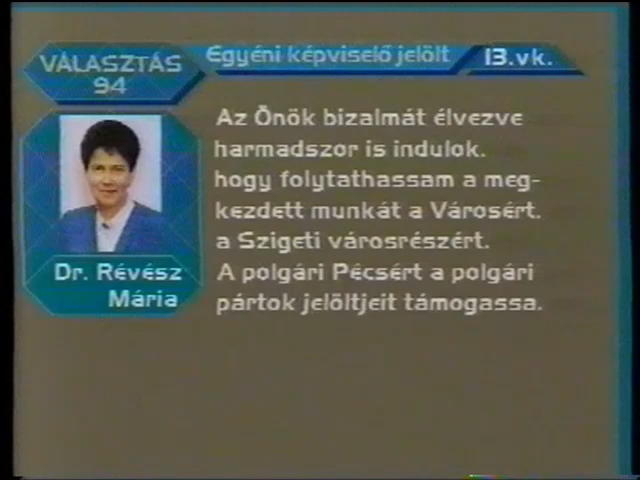 VÁLASZTÁS
94
Egyéni képviselő jelölt
13.vk.
Dr. Révész
Mária
Az Önök bizalmát élvezve
harmadszor is indulok.
hogy folytathassam a meg-
kezdett munkát a Városért.
a Szigeti városrészért.
A polgári Pécsért a polgári
pártok jelöltjeit támogassa.